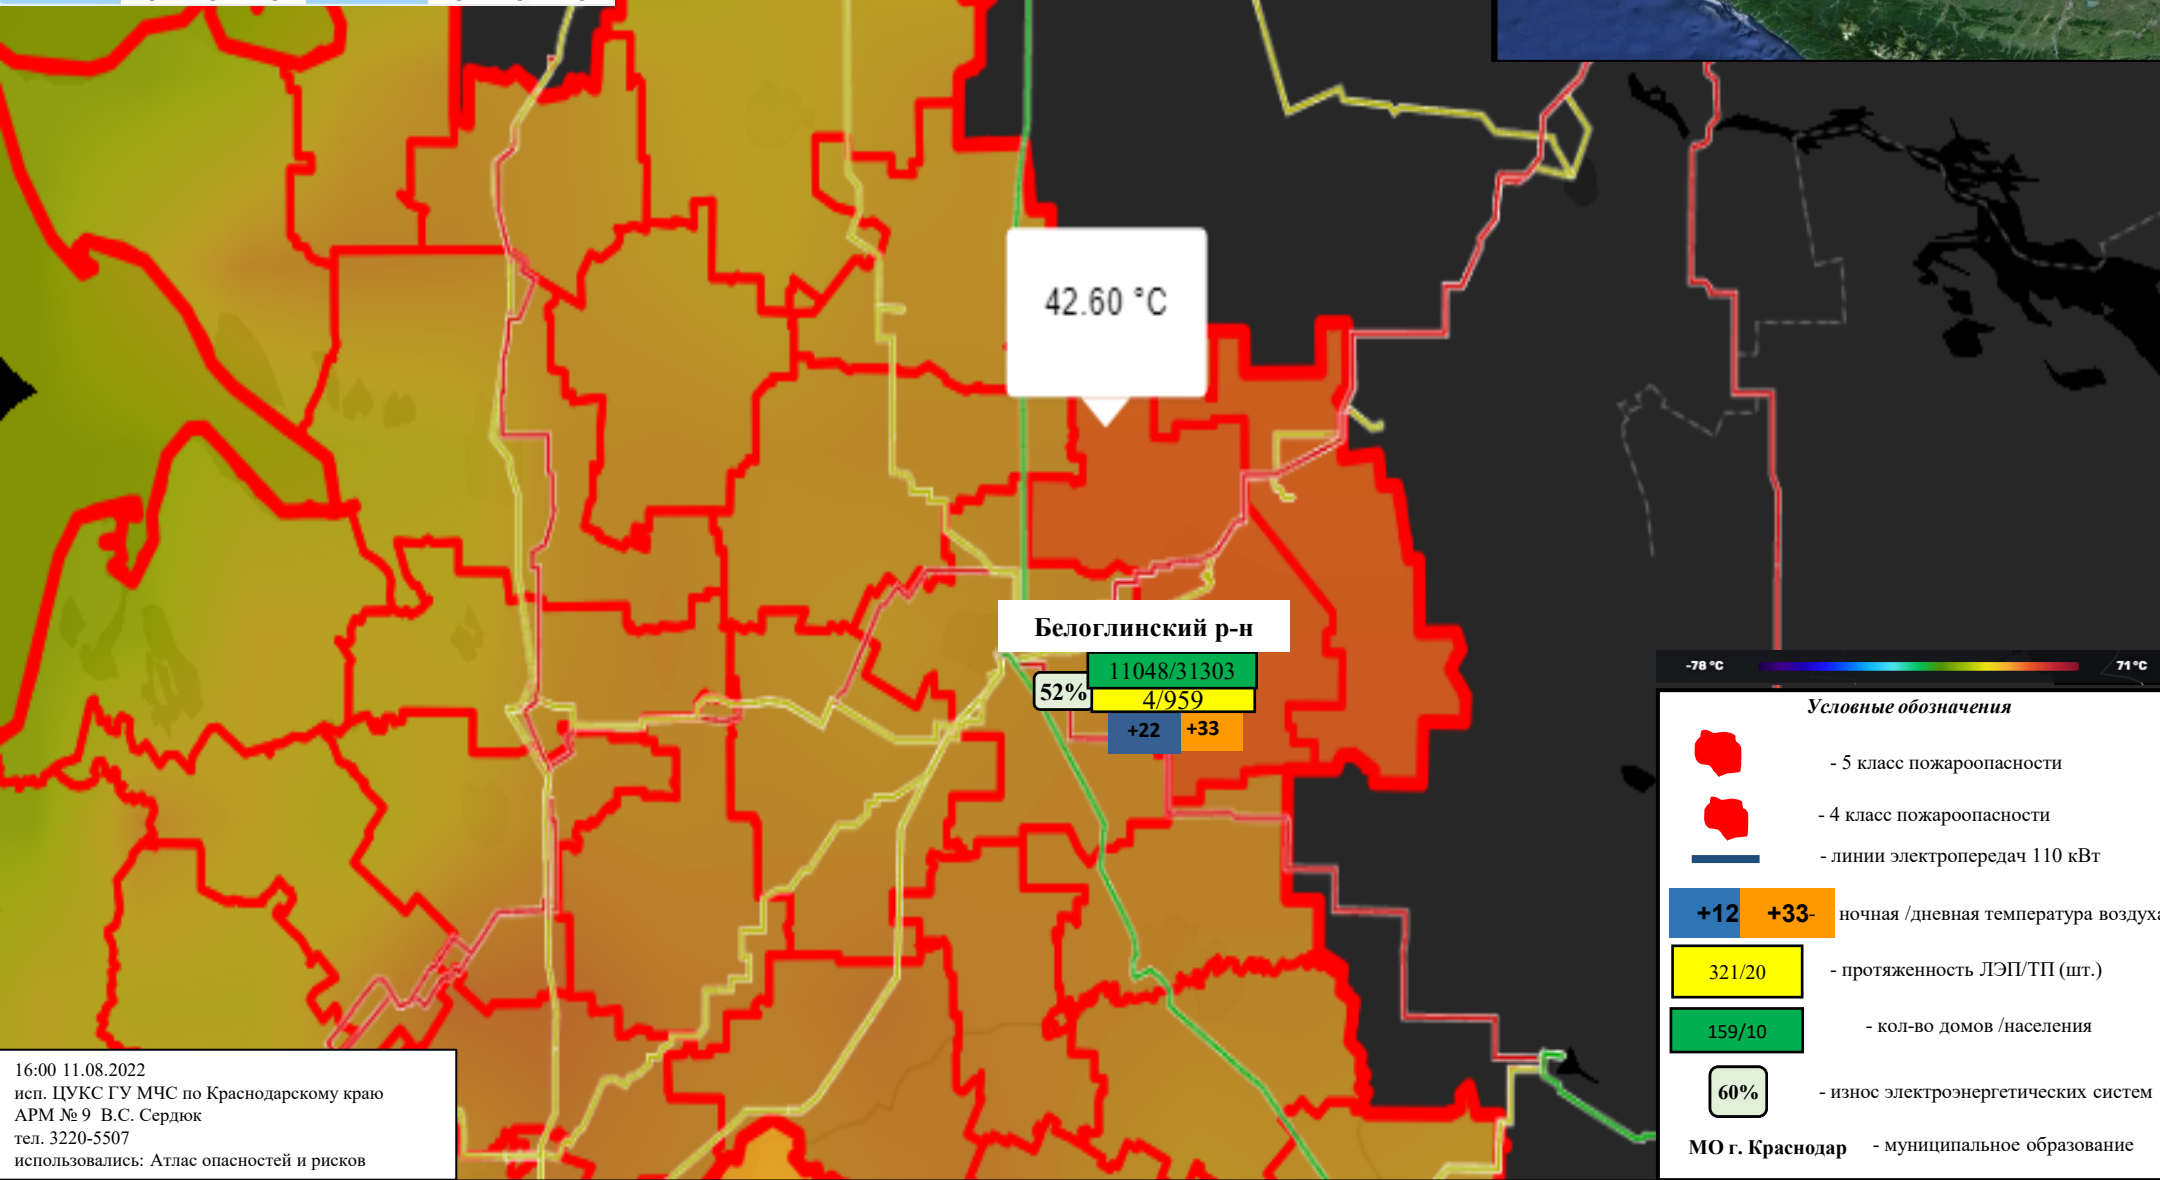 42.60 °C
Белоглинский р-н
11048/31303
52%
4/959
+22 +33
-78 °C 71°C
Условные обозначения
- 5 класс пожароопасности
- 4 класс пожароопасности
- линии электропередач 110 кВт
+12 +33- ночная /дневная температура воздуха
321/20 - протяженность ЛЭП/ТП (шт.)
159/10 - кол-во домов /населения
60% - износ электроэнергетических систем
МО г. Краснодар - муниципальное образование
16:00 11.08.2022
исп. ЦУКС ГУ МЧС по Краснодарскому краю
АРМ № 9 В.С. Сердюк
тел. 3220-5507
использовались: Атлас опасностей и рисков